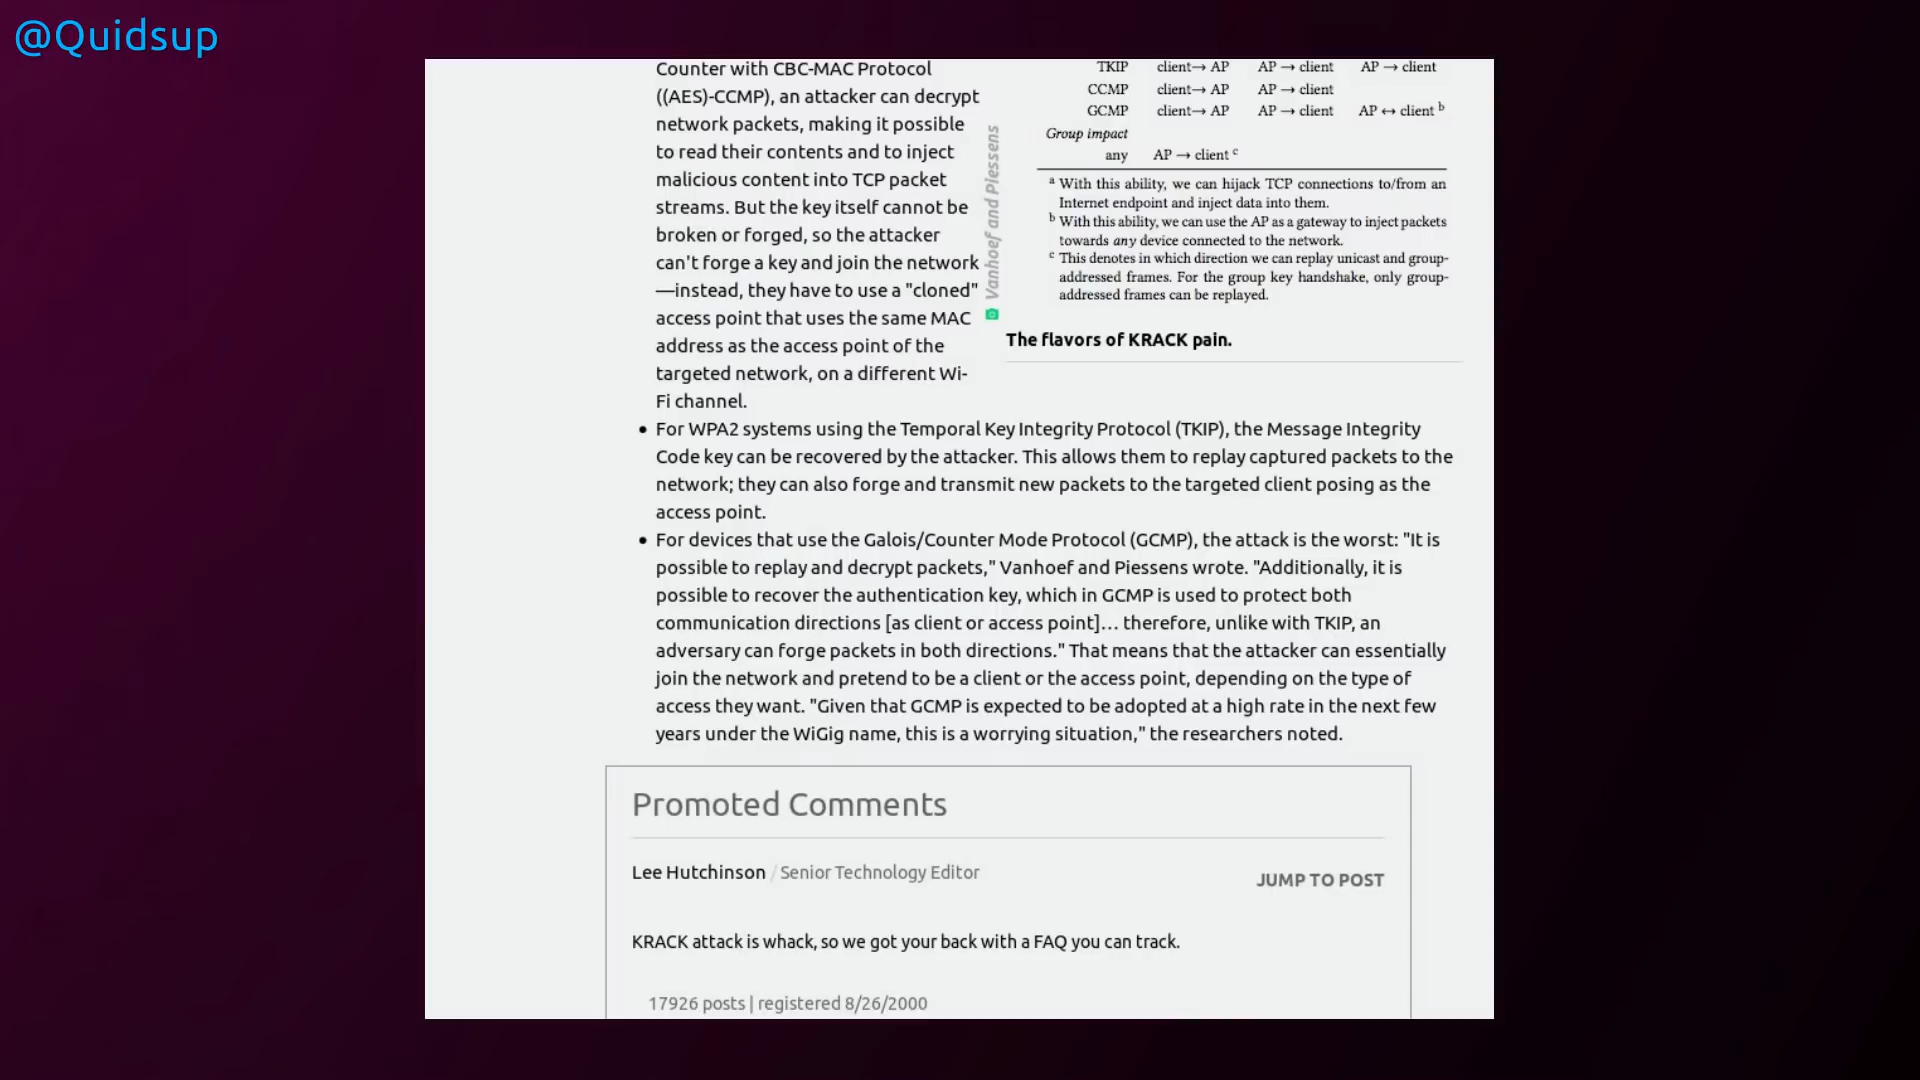 @Quidsup
Counter with CBC-MAC Protocol
((AES)-CCMP), an attacker can decrypt
network packets, making it possible
to read their contents and to inject
malicious content into TCP packet
streams. But the key itself cannot be
broken or forged, so the attacker
can't forge a key and join the network
—instead, they have to use a "cloned"
access point that uses the same MAC
address as the access point of the
targeted network, on a different Wi-
Fi channel.
TKIP client→ AP AP → client AP → client
CCMP client→ AP AP → client
GCMP client→ AP AP → client AP ↔ client b
Group impact
any AP → client c
a With this ability, we can hijack TCP connections to/from an
Internet endpoint and inject data into them.
b With this ability, we can use the AP as a gateway to inject packets
towards any device connected to the network.
c This denotes in which direction we can replay unicast and group-
addressed frames. For the group key handshake, only group-
addressed frames can be replayed.
Vanhoef and Piessens
The flavors of KRACK pain.
• For WPA2 systems using the Temporal Key Integrity Protocol (TKIP), the Message Integrity
Code key can be recovered by the attacker. This allows them to replay captured packets to the
network; they can also forge and transmit new packets to the targeted client posing as the
access point.
• For devices that use the Galois/Counter Mode Protocol (GCMP), the attack is the worst: "It is
possible to replay and decrypt packets," Vanhoef and Piessens wrote. "Additionally, it is
possible to recover the authentication key, which in GCMP is used to protect both
communication directions [as client or access point]… therefore, unlike with TKIP, an
adversary can forge packets in both directions." That means that the attacker can essentially
join the network and pretend to be a client or the access point, depending on the type of
access they want. "Given that GCMP is expected to be adopted at a high rate in the next few
years under the WiGig name, this is a worrying situation," the researchers noted.
Promoted Comments
Lee Hutchinson / Senior Technology Editor
JUMP TO POST
KRACK attack is whack, so we got your back with a FAQ you can track.
17926 posts | registered 8/26/2000